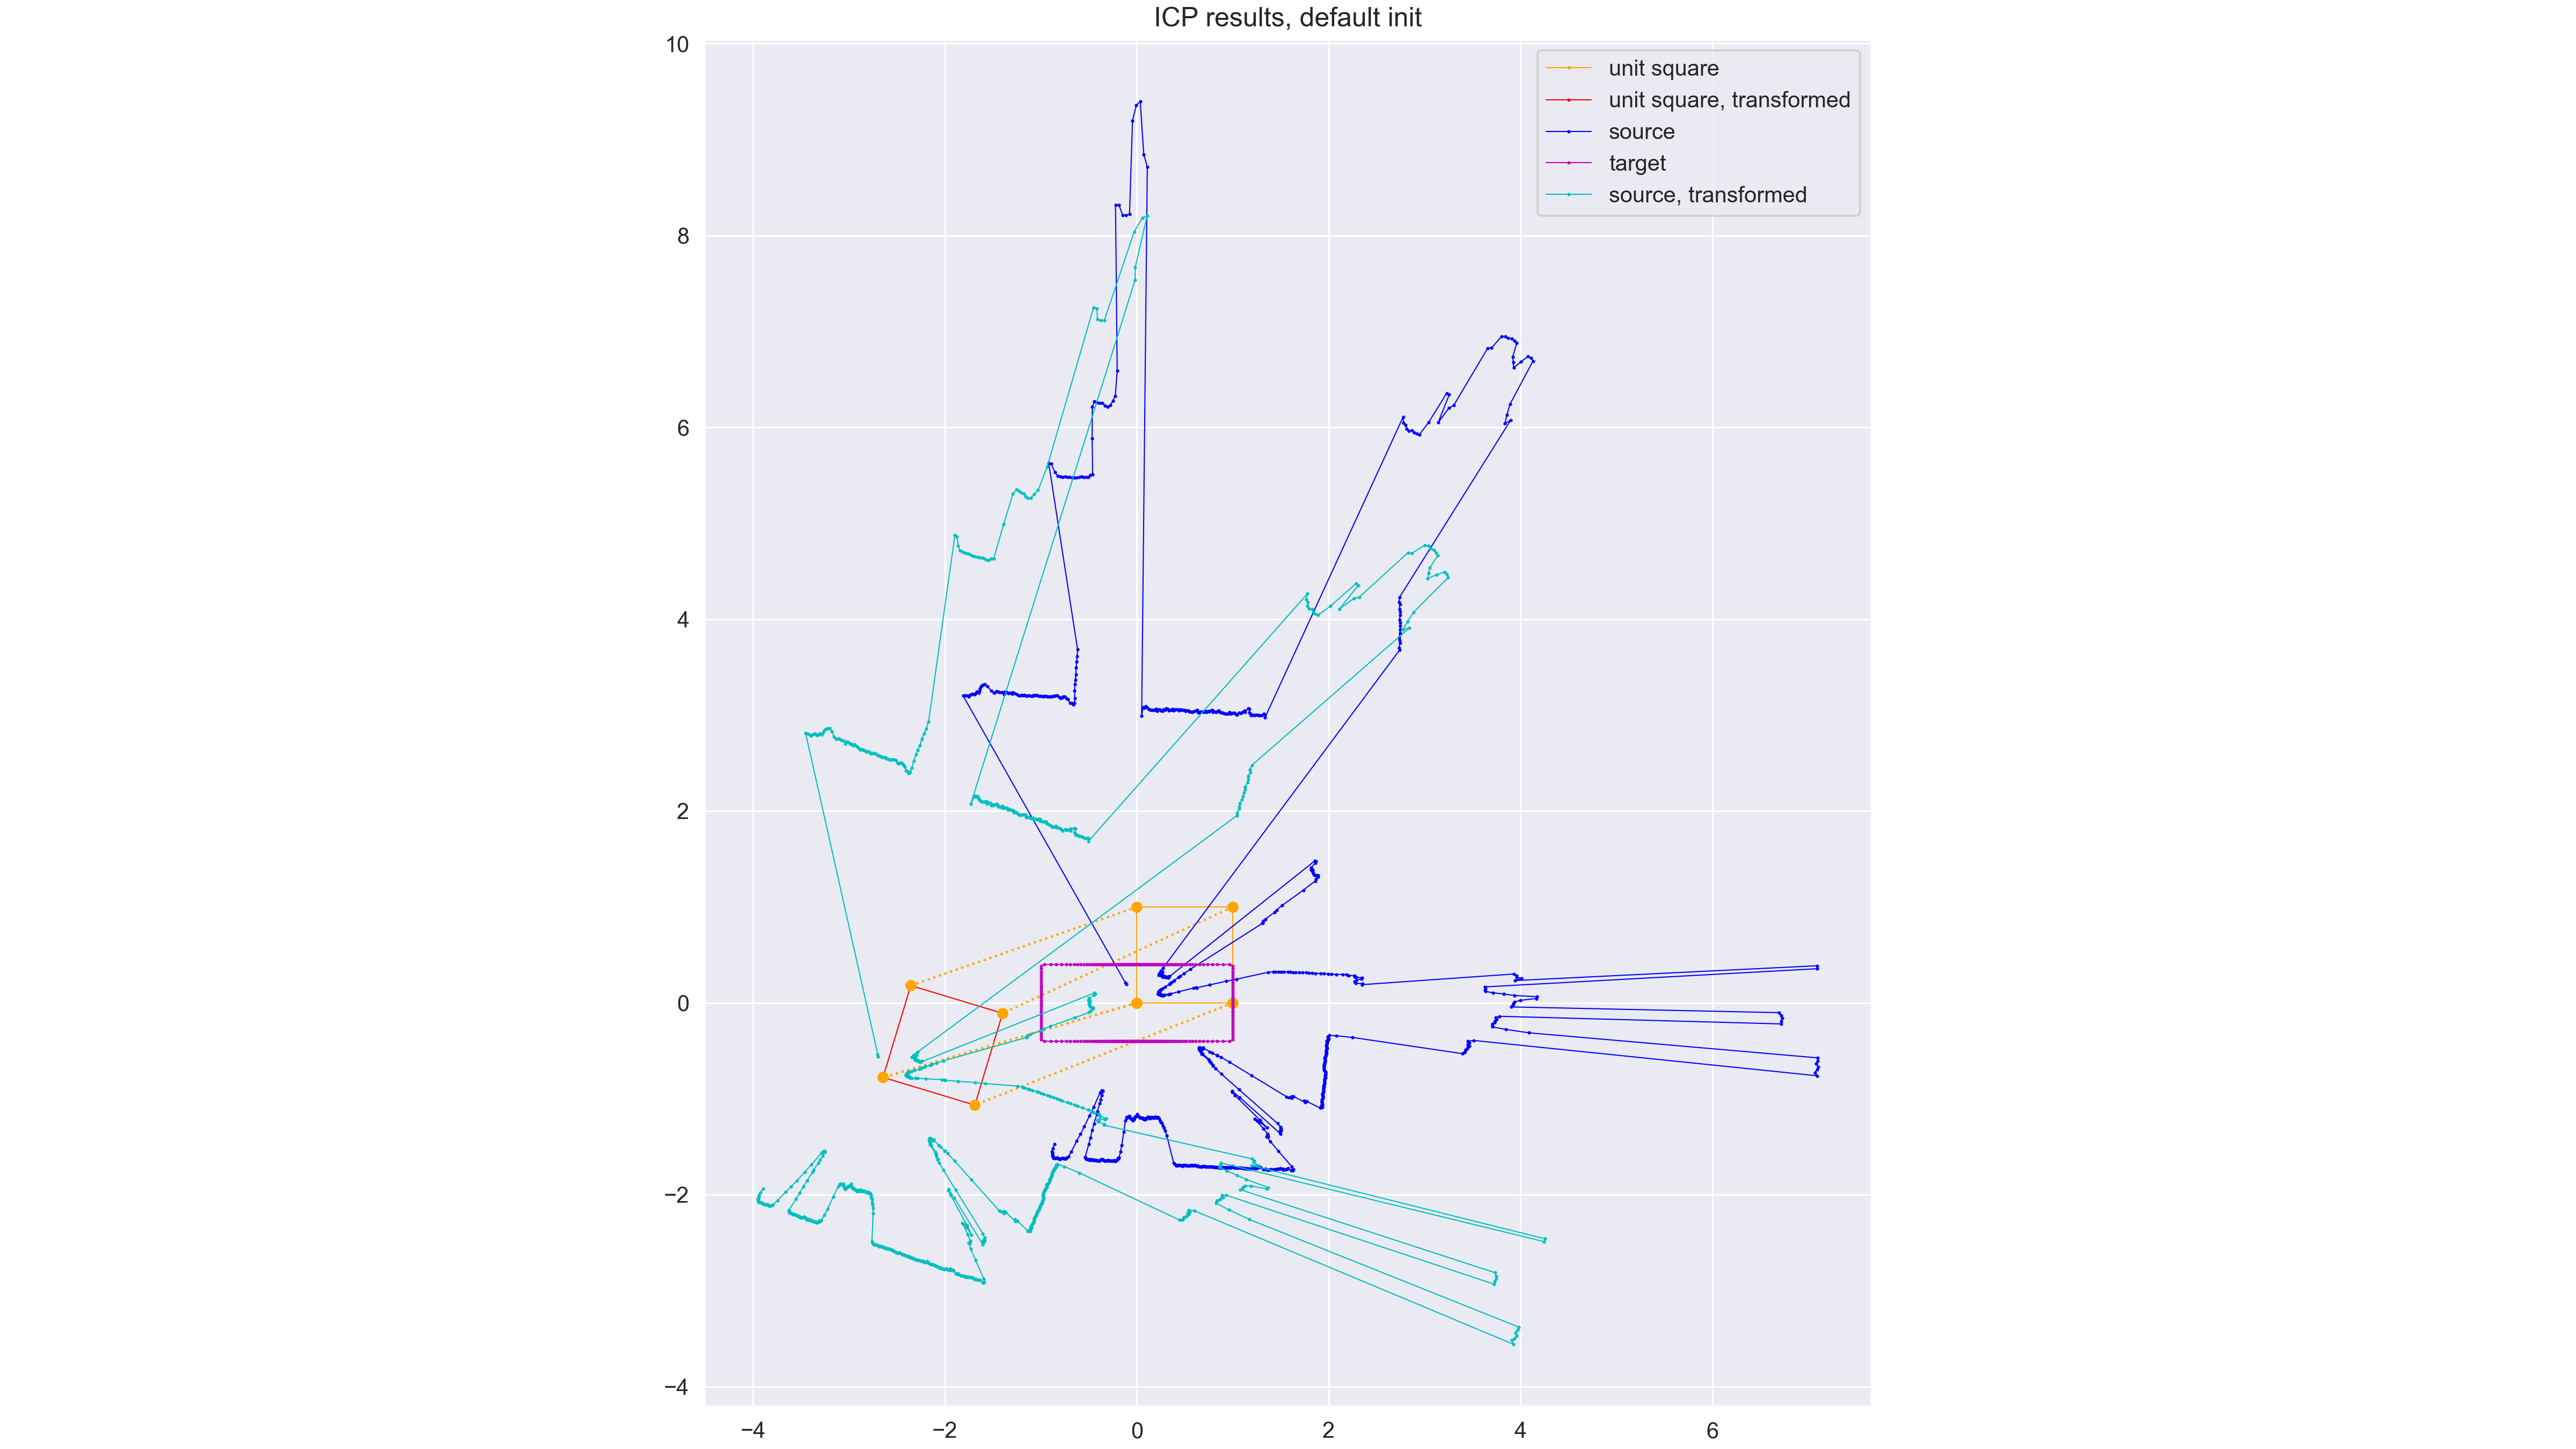 ICP results, default init
10
8
6
4
2
0
−2
−4
−4
−2
0
2
4
6
unit square
unit square, transformed
source
target
source, transformed